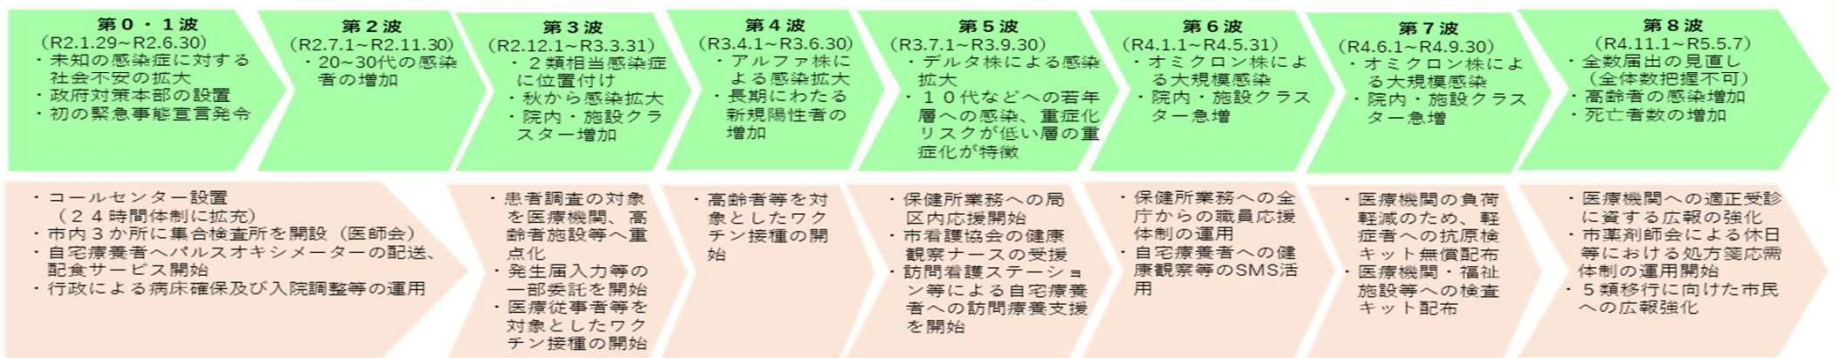 第０・１波
（R2.1.29~R2.6.30）
・未知の感染症に対する
社会不安の拡大
・政府対策本部の設置
・初の緊急事態宣言発令
第２波
（R2.7.1~R2.11.30）
・20~30代の感染
者の増加
第３波
（R2.12.1~R3.3.31）
・２類相当感染症
に位置付け
・秋から感染拡大
・院内・施設クラ
スター増加
第４波
（R3.4.1~R3.6.30）
・アルファ株に
よる感染拡大
・長期にわたる
新規陽性者の
増加
第５波
（R3.7.1~R3.9.30）
・デルタ株による感染
拡大
・１０代などへの若年
層への感染、重症化
リスクが低い層の重
症化が特徴
第６波
（R4.1.1~R4.5.31）
・オミクロン株によ
る大規模感染
・院内・施設クラス
ター急増
第７波
（R4.6.1~R4.9.30）
・オミクロン株によ
る大規模感染
・院内・施設クラス
ター急増
第８波
（R4.11.1~R5.5.7）
・全数届出の見直し
（全体数把握不可）
・高齢者の感染増加
・死亡者数の増加
・コールセンター設置
（２４時間体制に拡充）
・市内３か所に集合検査所を開設（医師会）
・自宅療養者へパルスオキシメーターの配送、
配食サービス開始
・行政による病床確保及び入院調整等の運用
・患者調査の対象
を医療機関、高
齢者施設等へ重
点化
・発生届入力等の
一部委託を開始
・医療従事者等を
対象としたワク
チン接種の開始
・高齢者等を対
象としたワク
チン接種の開
始
・保健所業務への局
区内応援開始
・市看護協会の健康
観察ナースの受援
・訪問看護ステーショ
ン等による自宅療養
者への訪問療養支援
を開始
・保健所業務への全
庁からの職員応援
体制の運用
・自宅療養者への健
康観察等のSMS活
用
・医療機関の負荷
軽減のため、軽
症者への抗原検
キット無償配布
・医療機関・福祉
施設等への検査
キット配布
・医療機関への適正受診
に資する広報の強化
・市薬剤師会による休日
等における処方箋応需
体制の運用開始
・５類移行に向けた市民
への広報強化